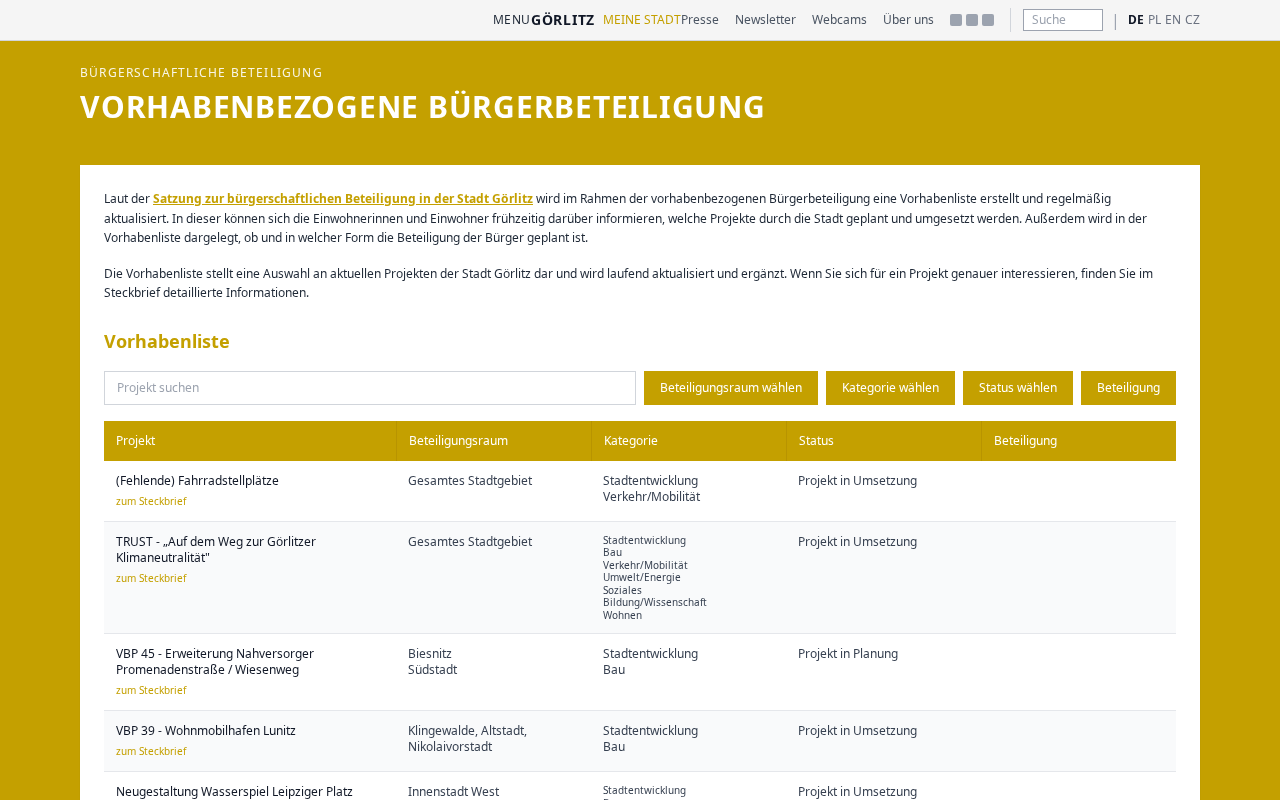 MENU GÖRLITZ MEINE STADT Presse Newsletter Webcams Über uns Suche | DE PL EN CZ
BÜRGERSCHAFTLICHE BETEILIGUNG
VORHABENBEZOGENE BÜRGERBETEILIGUNG
Laut der Satzung zur bürgerschaftlichen Beteiligung in der Stadt Görlitz wird im Rahmen der vorhabenbezogenen Bürgerbeteiligung eine Vorhabenliste erstellt und regelmäßig
aktualisiert. In dieser können sich die Einwohnerinnen und Einwohner frühzeitig darüber informieren, welche Projekte durch die Stadt geplant und umgesetzt werden. Außerdem wird in der
Vorhabenliste dargelegt, ob und in welcher Form die Beteiligung der Bürger geplant ist.
Die Vorhabenliste stellt eine Auswahl an aktuellen Projekten der Stadt Görlitz dar und wird laufend aktualisiert und ergänzt. Wenn Sie sich für ein Projekt genauer interessieren, finden Sie im
Steckbrief detaillierte Informationen.
Vorhabenliste
Projekt suchen Beteiligungsraum wählen Kategorie wählen Status wählen Beteiligung
Projekt Beteiligungsraum Kategorie Status Beteiligung
(Fehlende) Fahrradstellplätze
zum Steckbrief
Gesamtes Stadtgebiet
Stadtentwicklung
Verkehr/Mobilität
Projekt in Umsetzung
TRUST - „Auf dem Weg zur Görlitzer
Klimaneutralität"
zum Steckbrief
Gesamtes Stadtgebiet
Stadtentwicklung
Bau
Verkehr/Mobilität
Umwelt/Energie
Soziales
Bildung/Wissenschaft
Wohnen
Projekt in Umsetzung
VBP 45 - Erweiterung Nahversorger
Promenadenstraße / Wiesenweg
zum Steckbrief
Biesnitz
Südstadt
Stadtentwicklung
Bau
Projekt in Planung
VBP 39 - Wohnmobilhafen Lunitz
zum Steckbrief
Klingewalde, Altstadt,
Nikolaivorstadt
Stadtentwicklung
Bau
Projekt in Umsetzung
Neugestaltung Wasserspiel Leipziger Platz
Innenstadt West
Stadtentwicklung
Projekt in Umsetzung